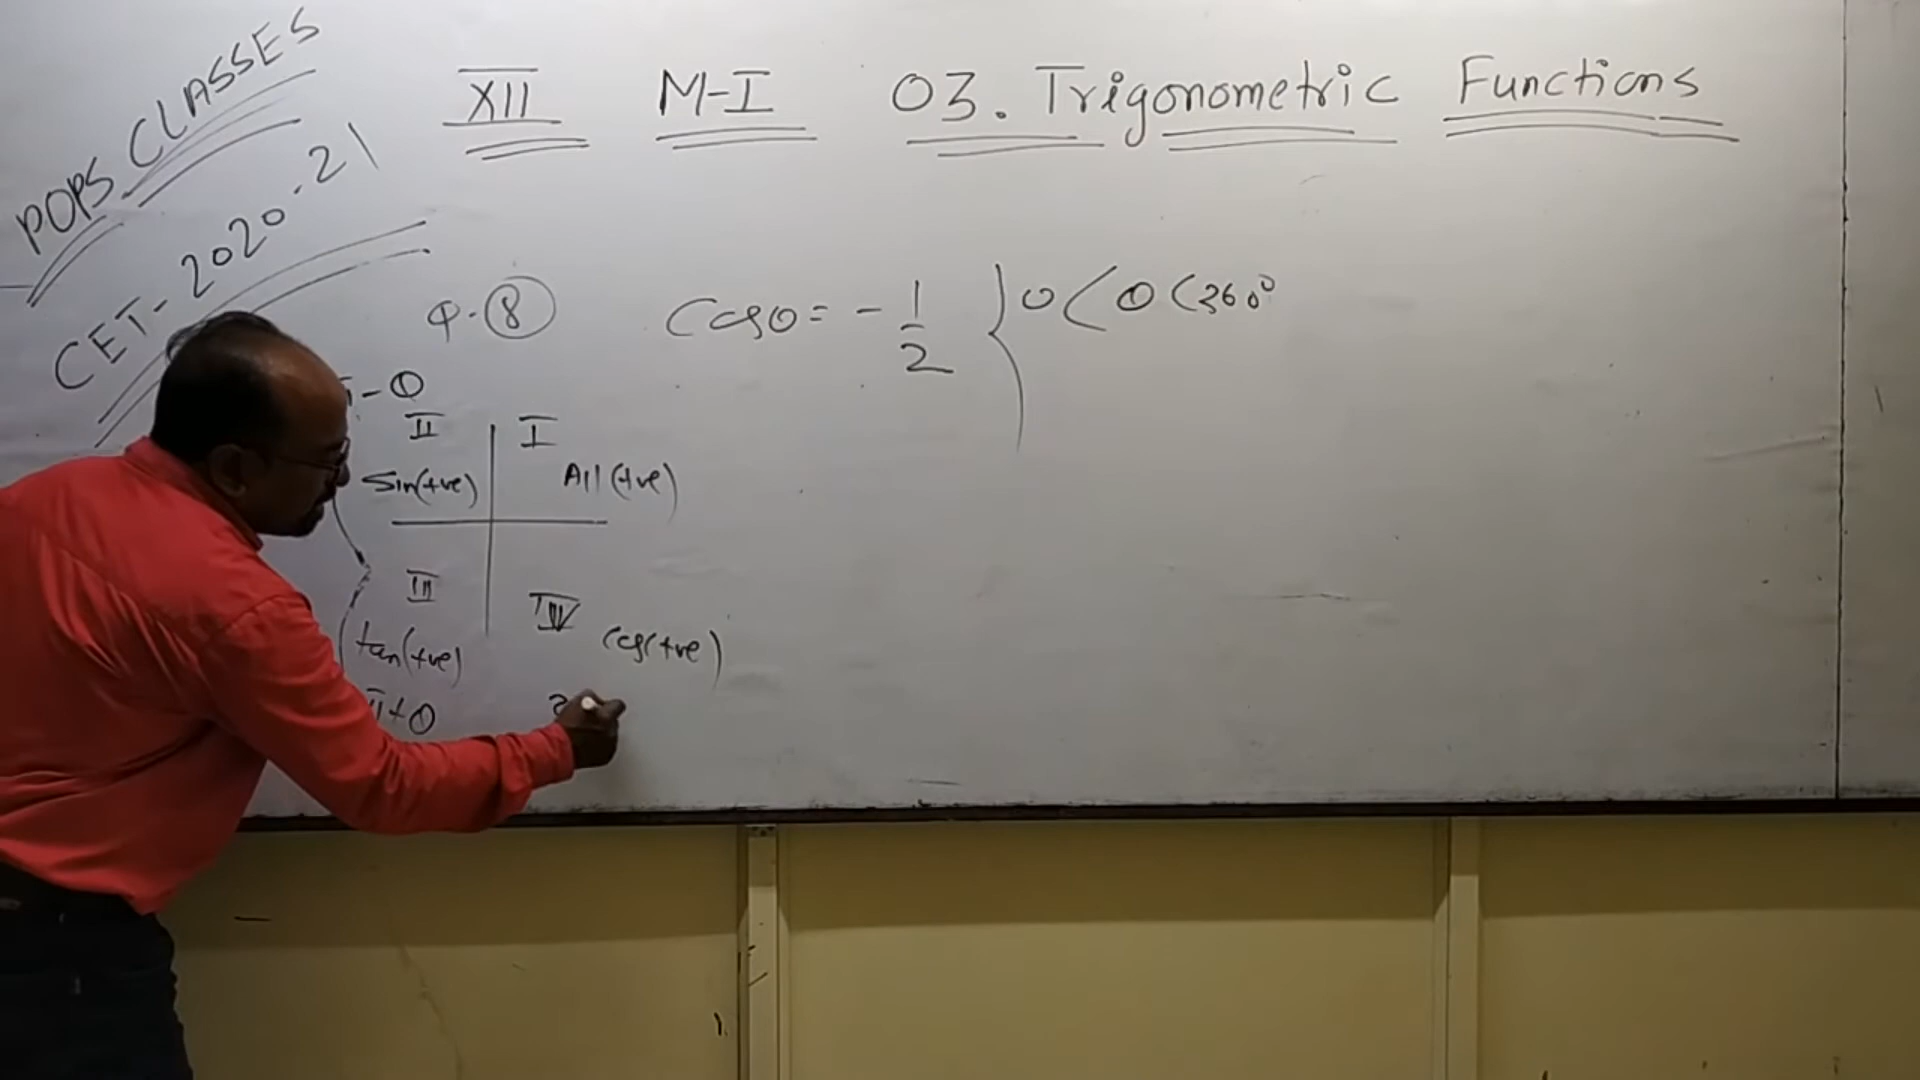 POPS CLASSES
CET-2020-21
XII M-I 03. Trigonometric Functions
Q.⑧ Cosθ = -1/2 } 0<θ<360°
π-θ
II I
Sin(+ve) All(+ve)
III IV
tan(+ve) Cos(+ve)
π+θ 2